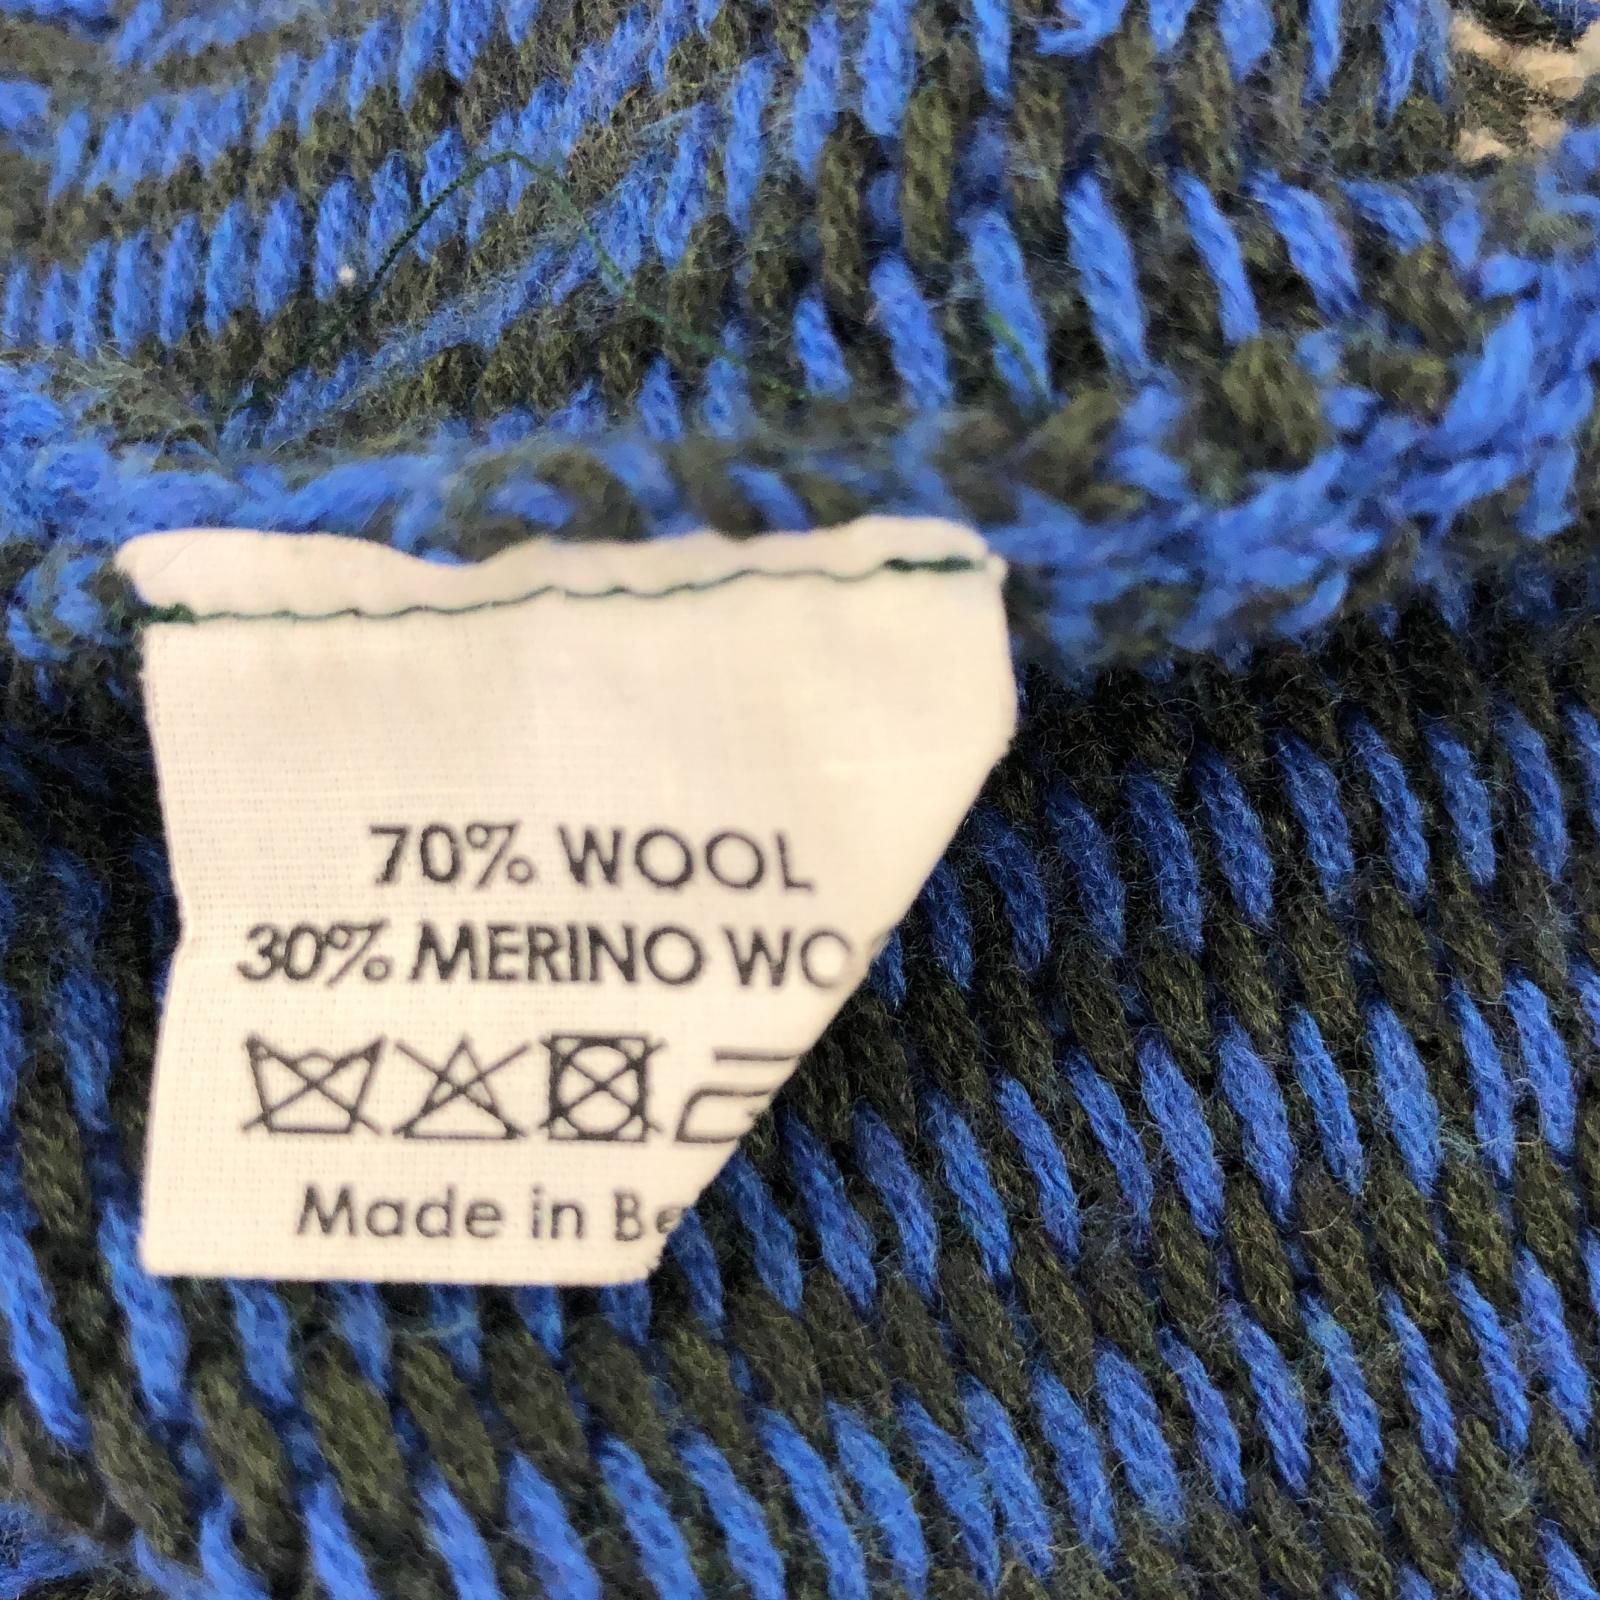 70% WOOL
30% MERINO WO
Made in Be